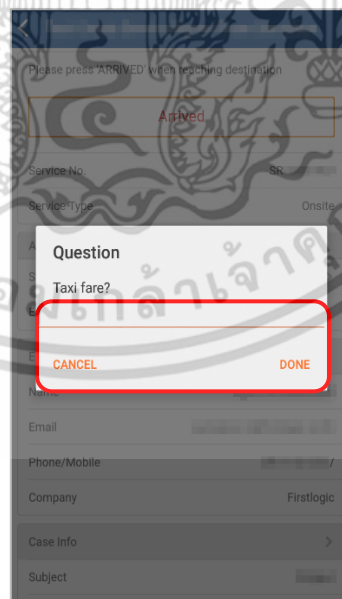 Please press 'ARRIVED' when reaching destination
Arrived
Service No. SR
Service Type Onsite
Question
Taxi fare?
CANCEL DONE
Name
Email
Phone/Mobile /
Company Firstlogic
Case Info >
Subject